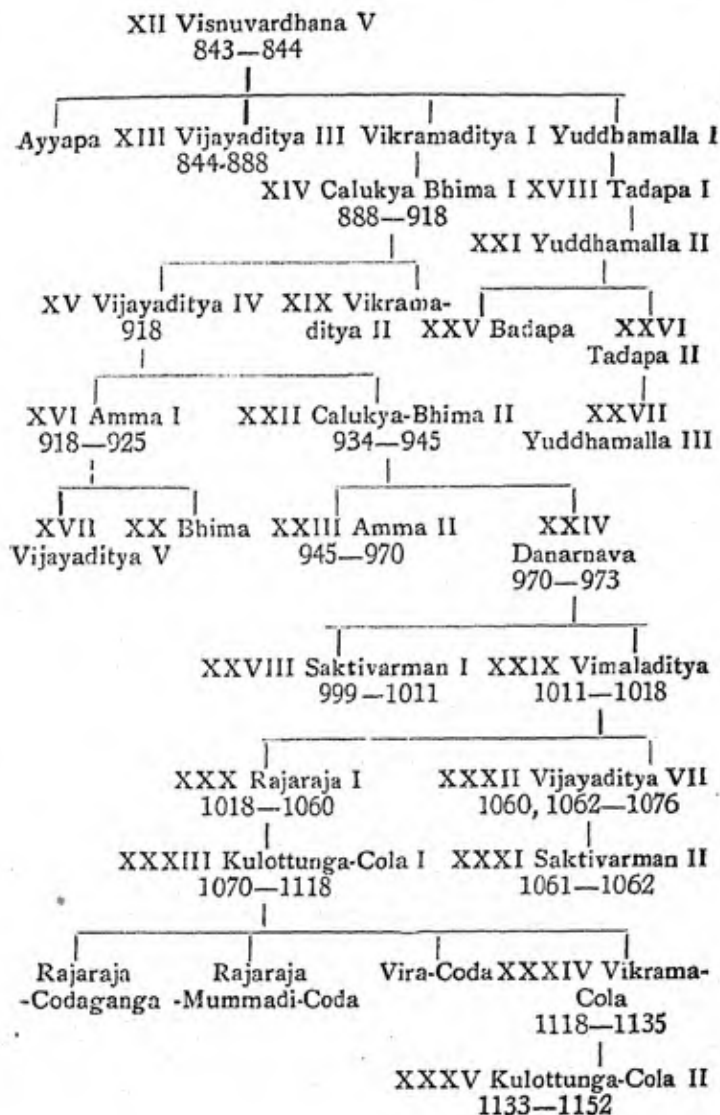 XII Visnuvardhana V
843—844
Ayyapa XIII Vijayaditya III Vikramaditya I Yuddhamalla I
844-888
XIV Calukya Bhima I XVIII Tadapa I
888—918
XXI Yuddhamalla II
XV Vijayaditya IV XIX Vikrama-
918 ditya II XXV Badapa XXVI
Tadapa II
XVI Amma I XXII Calukya-Bhima II XXVII
918—925 934—945 Yuddhamalla III
XVII XX Bhima XXIII Amma II XXIV
Vijayaditya V 945—970 Danarnava
970—973
XXVIII Saktivarman I XXIX Vimaladitya
999—1011 1011—1018
XXX Rajaraja I XXXII Vijayaditya VII
1018—1060 1060, 1062—1076
XXXIII Kulottunga-Cola I XXXI Saktivarman II
1070—1118 1061—1062
Rajaraja Rajaraja Vira-Coda XXXIV Vikrama-
-Codaganga -Mummadi-Coda Cola
1118—1135
XXXV Kulottunga-Cola II
1133—1152